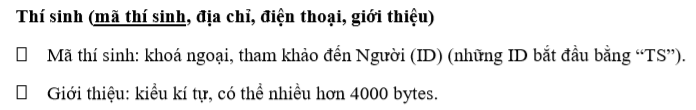 Thí sinh (mã thí sinh, địa chỉ, điện thoại, giới thiệu)
□ Mã thí sinh: khoá ngoại, tham khảo đến Người (ID) (những ID bắt đầu bằng “TS”).
□ Giới thiệu: kiểu kí tự, có thể nhiều hơn 4000 bytes.